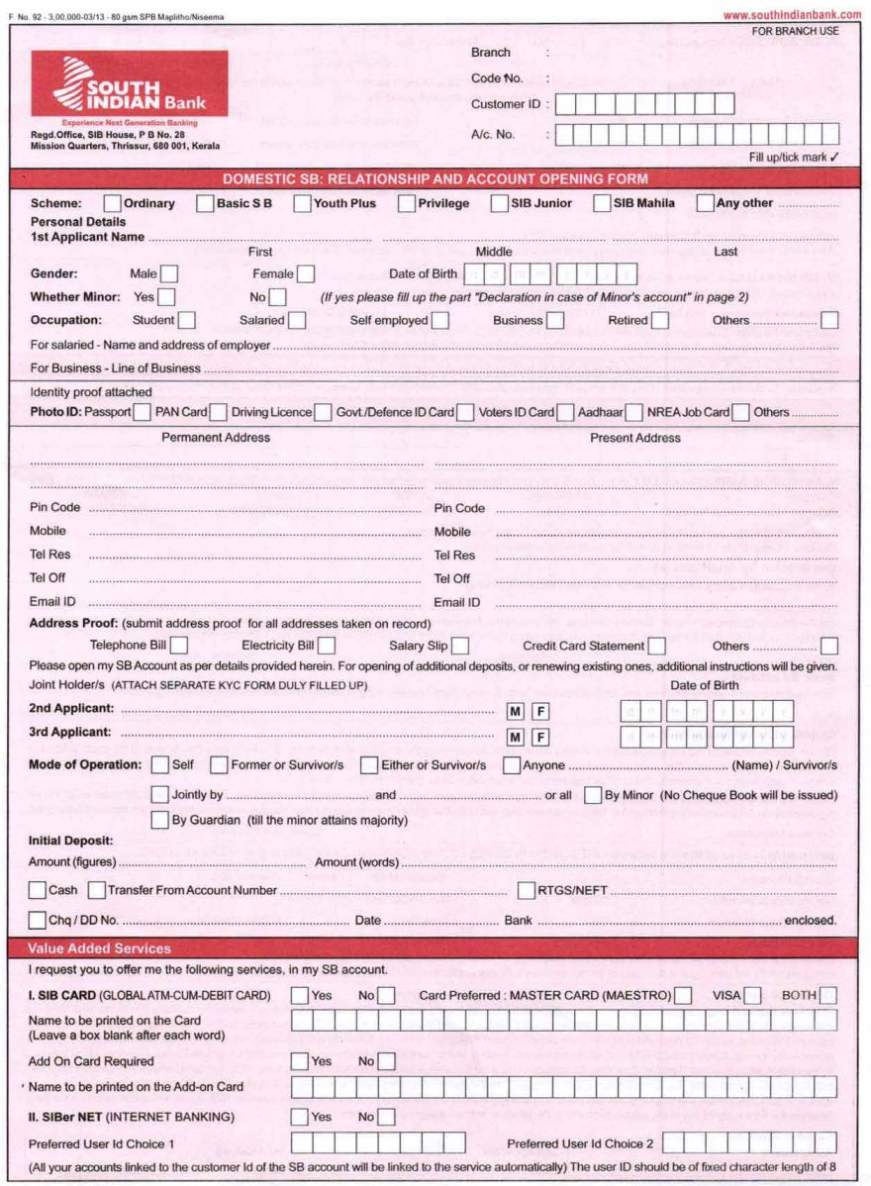 F No. 92 - 3,00,000-03/13 - 80 gsm SPB Maplitho/Niseema
www.southindianbank.com
FOR BRANCH USE
SOUTH INDIAN Bank
Experience Next Generation Banking
Regd.Office, SIB House, P B No. 28
Mission Quarters, Thrissur, 680 001, Kerala
Branch :
Code No. :
Customer ID :
A/c. No. :
Fill up/tick mark ✓
DOMESTIC SB: RELATIONSHIP AND ACCOUNT OPENING FORM
Scheme: Ordinary Basic S B Youth Plus Privilege SIB Junior SIB Mahila Any other
Personal Details
1st Applicant Name
First Middle Last
Gender: Male Female Date of Birth
Whether Minor: Yes No (If yes please fill up the part "Declaration in case of Minor's account" in page 2)
Occupation: Student Salaried Self employed Business Retired Others
For salaried - Name and address of employer
For Business - Line of Business
Identity proof attached
Photo ID: Passport PAN Card Driving Licence Govt./Defence ID Card Voters ID Card Aadhaar NREA Job Card Others
Permanent Address Present Address
Pin Code Pin Code
Mobile Mobile
Tel Res Tel Res
Tel Off Tel Off
Email ID Email ID
Address Proof: (submit address proof for all addresses taken on record)
Telephone Bill Electricity Bill Salary Slip Credit Card Statement Others
Please open my SB Account as per details provided herein. For opening of additional deposits, or renewing existing ones, additional instructions will be given.
Joint Holder/s (ATTACH SEPARATE KYC FORM DULY FILLED UP) Date of Birth
2nd Applicant: M F
3rd Applicant: M F
Mode of Operation: Self Former or Survivor/s Either or Survivor/s Anyone (Name) / Survivor/s
Jointly by and or all By Minor (No Cheque Book will be issued)
By Guardian (till the minor attains majority)
Initial Deposit:
Amount (figures) Amount (words)
Cash Transfer From Account Number RTGS/NEFT
Chq / DD No. Date Bank enclosed.
Value Added Services
I request you to offer me the following services, in my SB account.
I. SIB CARD (GLOBAL ATM-CUM-DEBIT CARD) Yes No Card Preferred : MASTER CARD (MAESTRO) VISA BOTH
Name to be printed on the Card
(Leave a box blank after each word)
Add On Card Required Yes No
Name to be printed on the Add-on Card
II. SIBer NET (INTERNET BANKING) Yes No
Preferred User Id Choice 1 Preferred User Id Choice 2
(All your accounts linked to the customer Id of the SB account will be linked to the service automatically) The user ID should be of fixed character length of 8